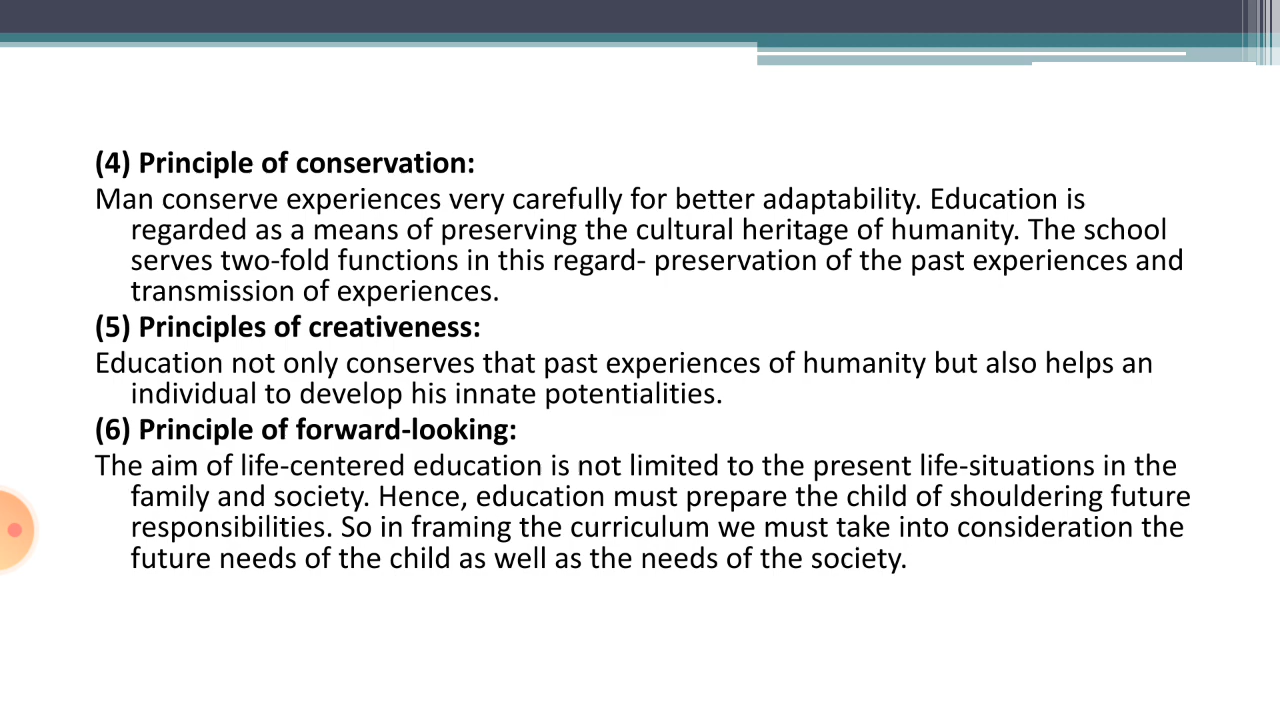 (4) Principle of conservation:
Man conserve experiences very carefully for better adaptability. Education is
regarded as a means of preserving the cultural heritage of humanity. The school
serves two-fold functions in this regard- preservation of the past experiences and
transmission of experiences.
(5) Principles of creativeness:
Education not only conserves that past experiences of humanity but also helps an
individual to develop his innate potentialities.
(6) Principle of forward-looking:
The aim of life-centered education is not limited to the present life-situations in the
family and society. Hence, education must prepare the child of shouldering future
responsibilities. So in framing the curriculum we must take into consideration the
future needs of the child as well as the needs of the society.